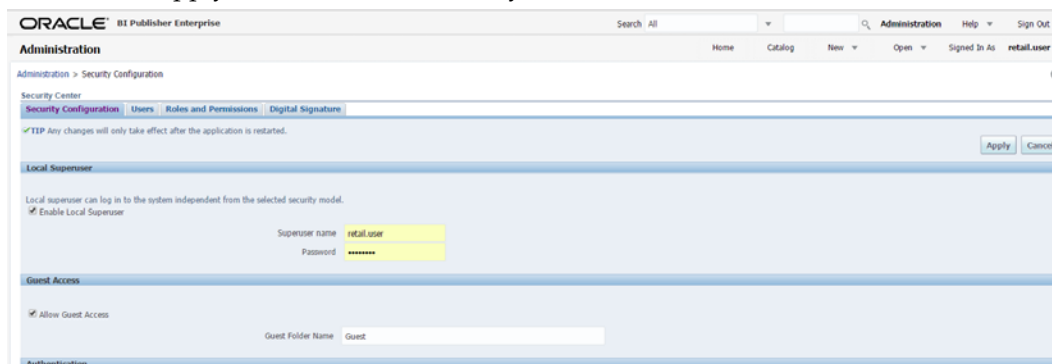 ORACLE BI Publisher Enterprise Search All Administration Help Sign Out
Administration Home Catalog New Open Signed In As retail.user
Administration > Security Configuration
Security Center
Security Configuration Users Roles and Permissions Digital Signature
TIP Any changes will only take effect after the application is restarted.
Apply Cancel
Local Superuser
Local superuser can log in to the system independent from the selected security model.
Enable Local Superuser
Superuser name retail.user
Password ••••••••
Guest Access
Allow Guest Access
Guest Folder Name Guest
Authentication